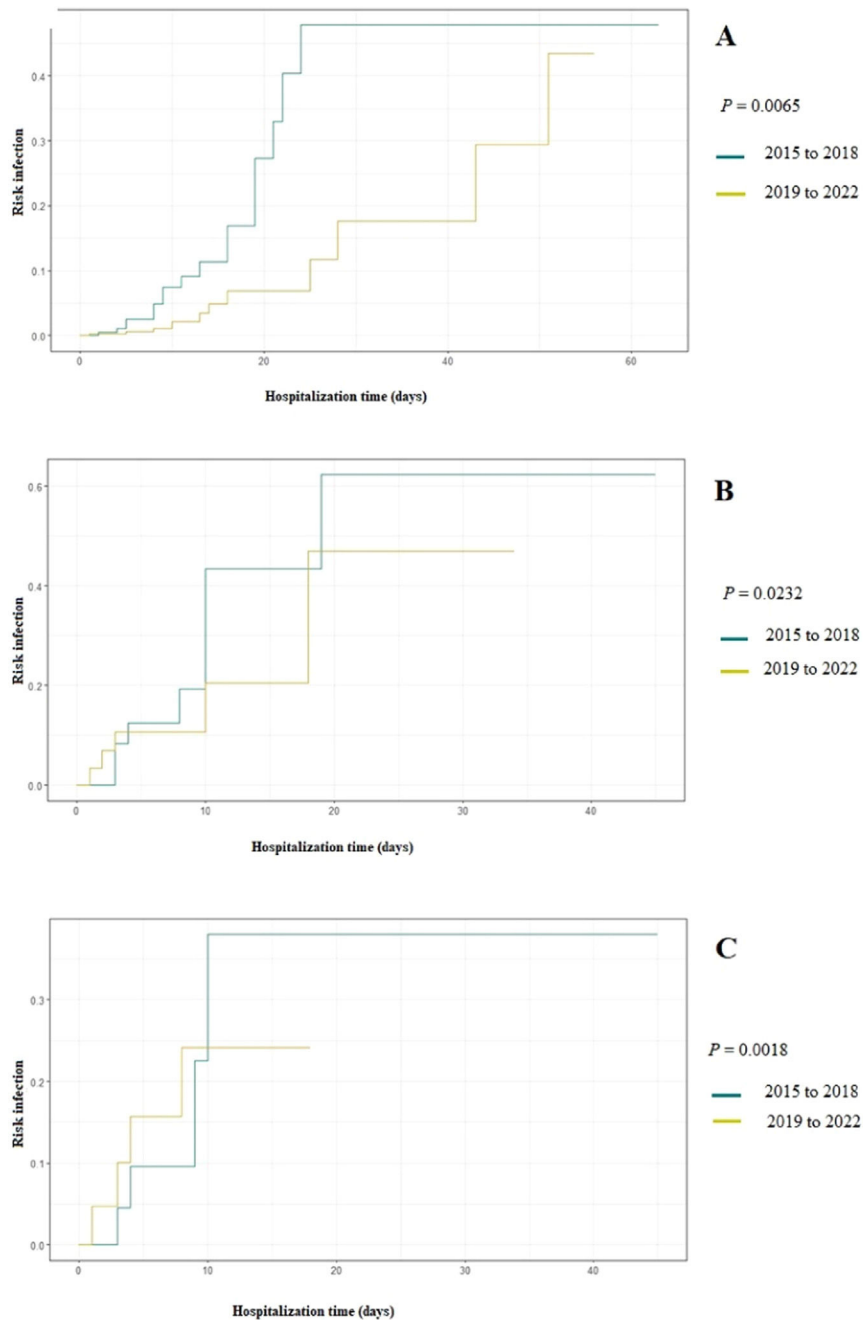 A
P = 0.0065
2015 to 2018
2019 to 2022
Risk infection
0.4
0.3
0.2
0.1
0.0
0 20 40 60
Hospitalization time (days)
B
P = 0.0232
2015 to 2018
2019 to 2022
Risk infection
0.6
0.4
0.2
0.0
0 10 20 30 40
Hospitalization time (days)
C
P = 0.0018
2015 to 2018
2019 to 2022
Risk infection
0.3
0.2
0.1
0.0
0 10 20 30 40
Hospitalization time (days)